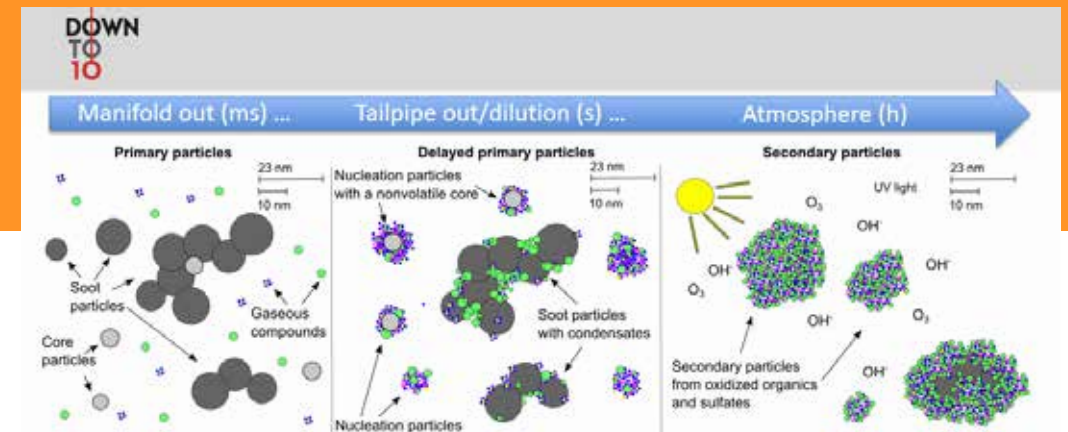 DOWN
TO
10
Manifold out (ms) ...
Tailpipe out/dilution (s) ...
Atmosphere (h)
Primary particles
23 nm
10 nm
Soot
particles
Gaseous
compounds
Core
particles
Delayed primary particles
Nucleation particles
with a nonvolatile core
23 nm
10 nm
Soot particles
with condensates
Nucleation particles
Secondary particles
23 nm
10 nm
UV light
O₃
OH⁻
OH⁻
OH⁻
O₃
OH⁻
O₃
Secondary particles
from oxidized organics
and sulfates
OH⁻